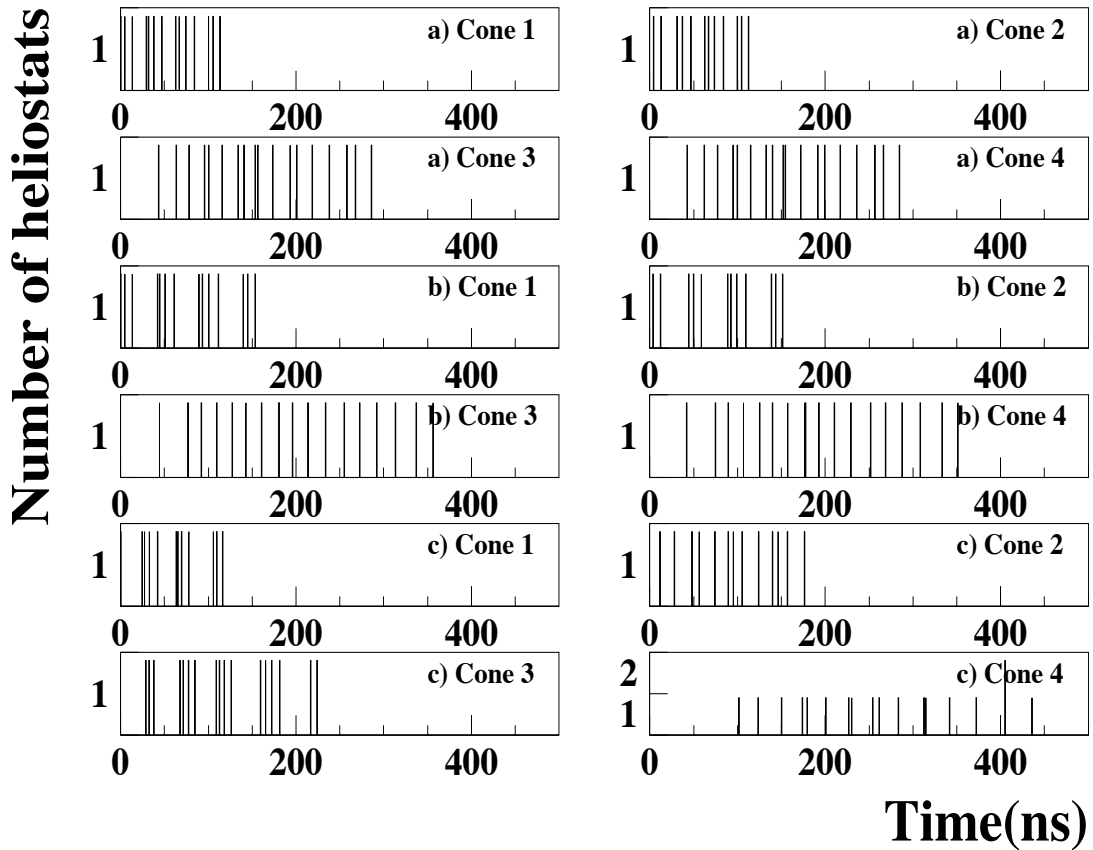 Number of heliostats
1
a) Cone 1
0 200 400
1
a) Cone 2
0 200 400
1
a) Cone 3
0 200 400
1
a) Cone 4
0 200 400
1
b) Cone 1
0 200 400
1
b) Cone 2
0 200 400
1
b) Cone 3
0 200 400
1
b) Cone 4
0 200 400
1
c) Cone 1
0 200 400
1
c) Cone 2
0 200 400
1
c) Cone 3
0 200 400
2
1
c) Cone 4
0 200 400
Time(ns)